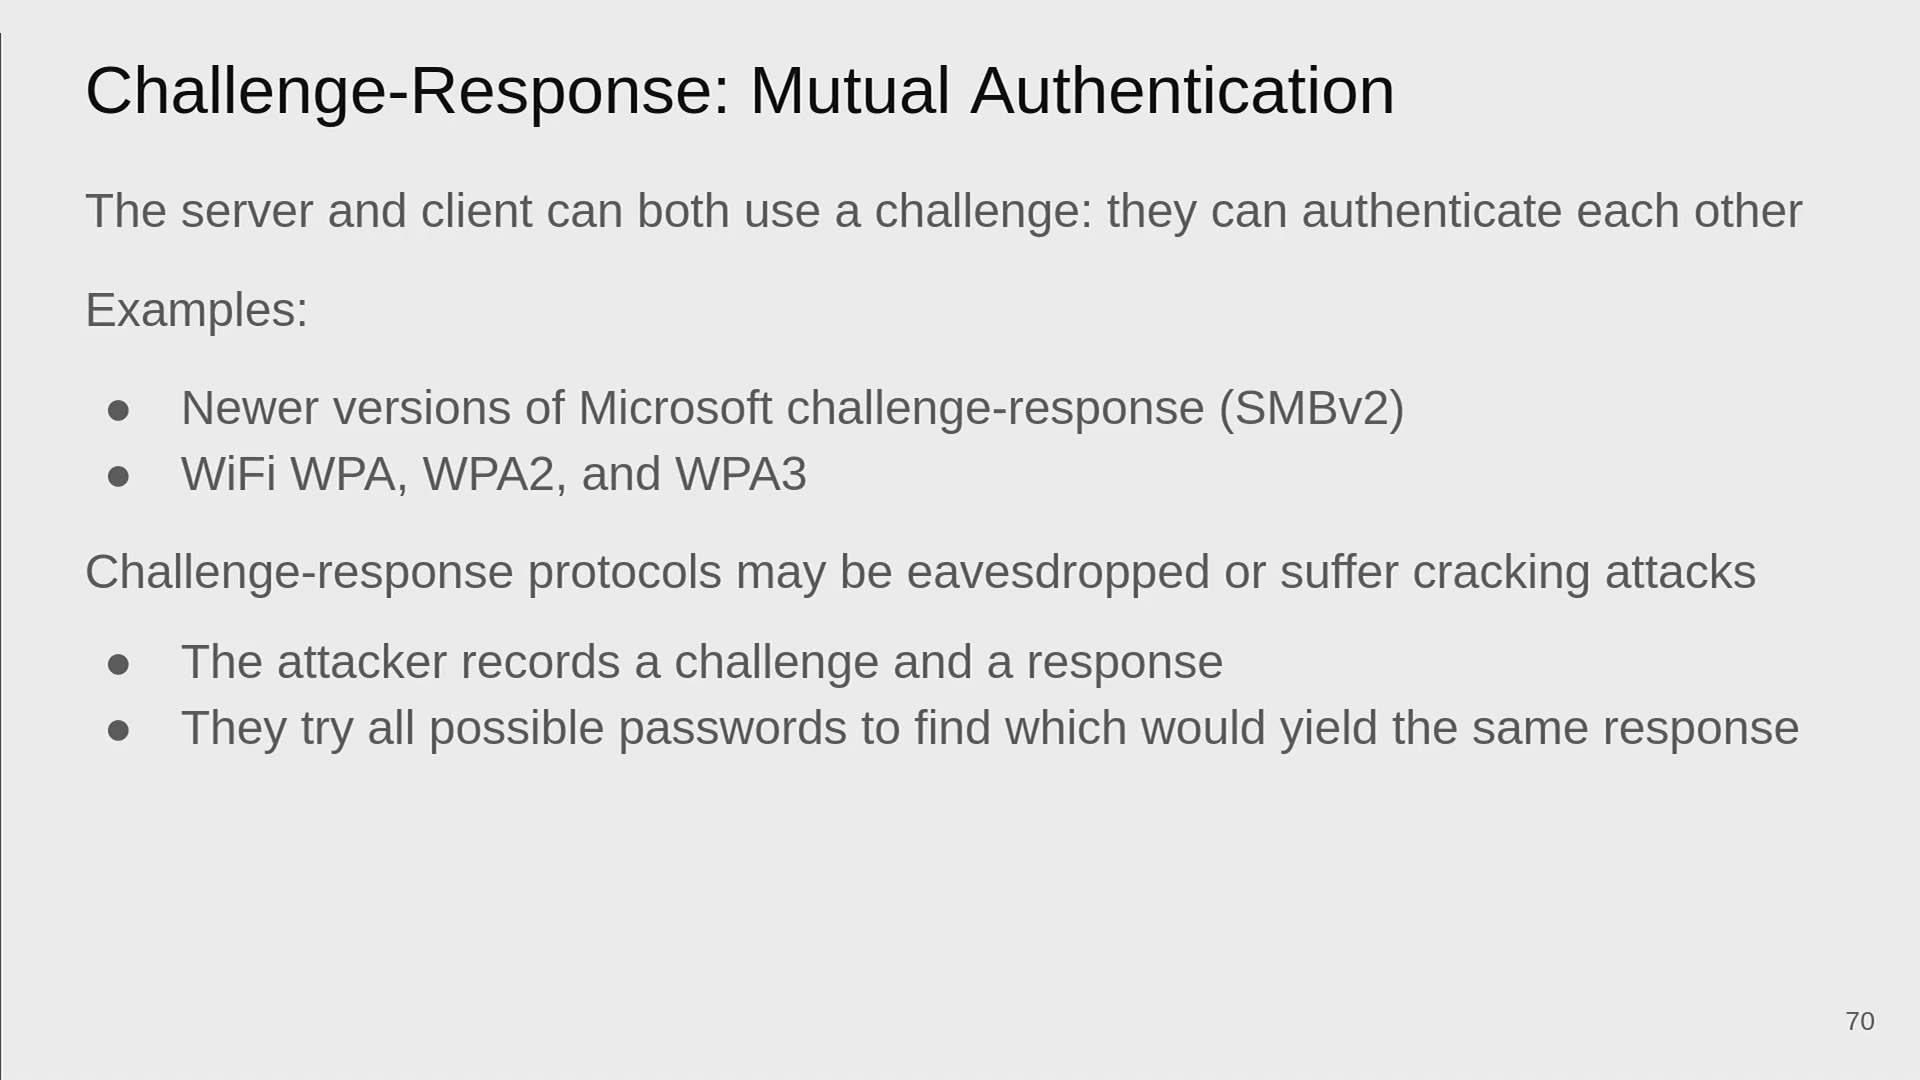 Challenge-Response: Mutual Authentication
The server and client can both use a challenge: they can authenticate each other
Examples:
● Newer versions of Microsoft challenge-response (SMBv2)
● WiFi WPA, WPA2, and WPA3
Challenge-response protocols may be eavesdropped or suffer cracking attacks
● The attacker records a challenge and a response
● They try all possible passwords to find which would yield the same response
70